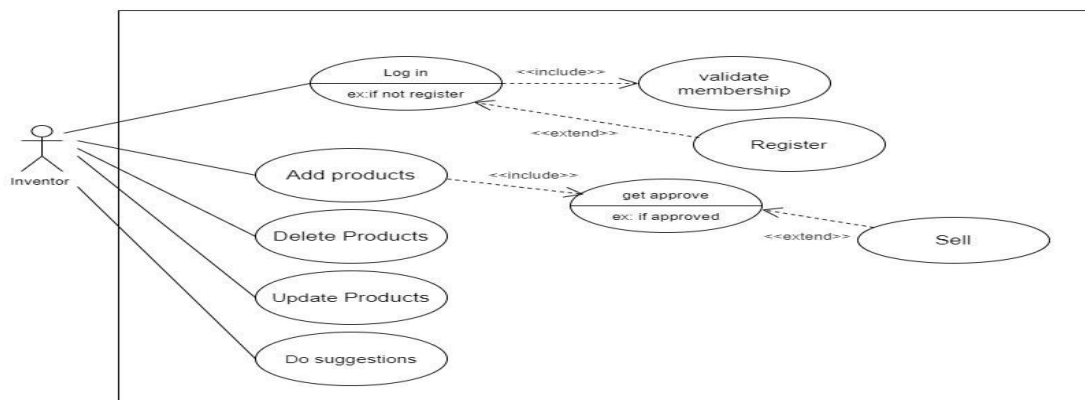 Log in
ex:if not register
<<include>>
validate
membership
<<extend>>
Register
Inventor
Add products
<<include>>
get approve
ex: if approved
<<extend>>
Sell
Delete Products
Update Products
Do suggestions